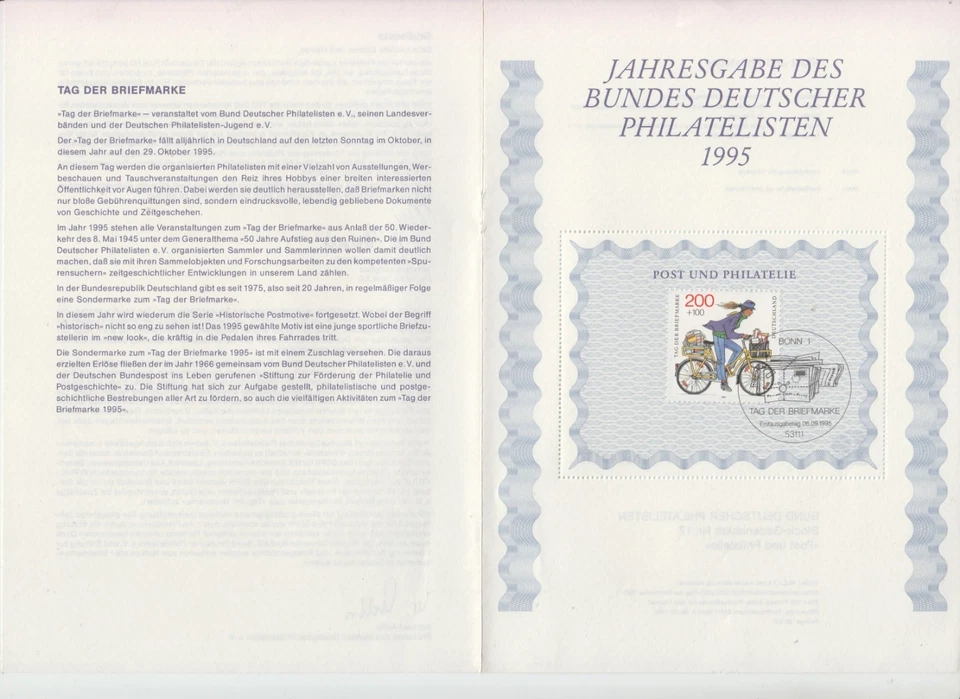 TAG DER BRIEFMARKE
»Tag der Briefmarke« — veranstaltet vom Bund Deutscher Philatelisten e. V., seinen Landesver-
bänden und der Deutschen Philatelisten-Jugend e. V.
Der »Tag der Briefmarke« fällt alljährlich in Deutschland auf den letzten Sonntag im Oktober, in
diesem Jahr auf den 29. Oktober 1995.
An diesem Tag werden die organisierten Philatelisten mit einer Vielzahl von Ausstellungen, Wer-
beschauen und Tauschveranstaltungen den Reiz ihres Hobbys einer breiten interessierten
Öffentlichkeit vor Augen führen. Dabei werden sie deutlich herausstellen, daß Briefmarken nicht
nur bloße Gebührenquittungen sind, sondern eindrucksvolle, lebendig gebliebene Dokumente
von Geschichte und Zeitgeschehen.
Im Jahr 1995 stehen alle Veranstaltungen zum »Tag der Briefmarke« aus Anlaß der 50. Wieder-
kehr des 8. Mai 1945 unter dem Generalthema »50 Jahre Aufstieg aus den Ruinen«. Die im Bund
Deutscher Philatelisten e. V. organisierten Sammler und Sammlerinnen wollen damit deutlich
machen, daß sie mit ihren Sammelobjekten und Forschungsarbeiten zu den kompetenten »Spu-
rensuchern« zeitgeschichtlicher Entwicklungen in unserem Land zählen.
In der Bundesrepublik Deutschland gibt es seit 1975, also seit 20 Jahren, in regelmäßiger Folge
eine Sondermarke zum »Tag der Briefmarke«.
In diesem Jahr wird wiederum die Serie »Historische Postmotive« fortgesetzt. Wobei der Begriff
»historisch« nicht so eng zu sehen ist! Das 1995 gewählte Motiv ist eine junge sportliche Briefzu-
stellerin im »new look«, die kräftig in die Pedalen ihres Fahrrades tritt.
Die Sondermarke zum »Tag der Briefmarke 1995« ist mit einem Zuschlag versehen. Die daraus
erzielten Erlöse fließen der im Jahr 1966 gemeinsam vom Bund Deutscher Philatelisten e. V. und
der Deutschen Bundespost ins Leben gerufenen »Stiftung zur Förderung der Philatelie und
Postgeschichte« zu. Die Stiftung hat sich zur Aufgabe gestellt, philatelistische und postge-
schichtliche Bestrebungen aller Art zu fördern, so auch die vielfältigen Aktivitäten zum »Tag der
Briefmarke 1995«.
JAHRESGABE DES
BUNDES DEUTSCHER
PHILATELISTEN
1995
POST UND PHILATELIE
TAG DER BRIEFMARKE
200
+100
DEUTSCHLAND
BONN 1
TAG DER BRIEFMARKE
Erstausgabetag 06.09.1995
53111